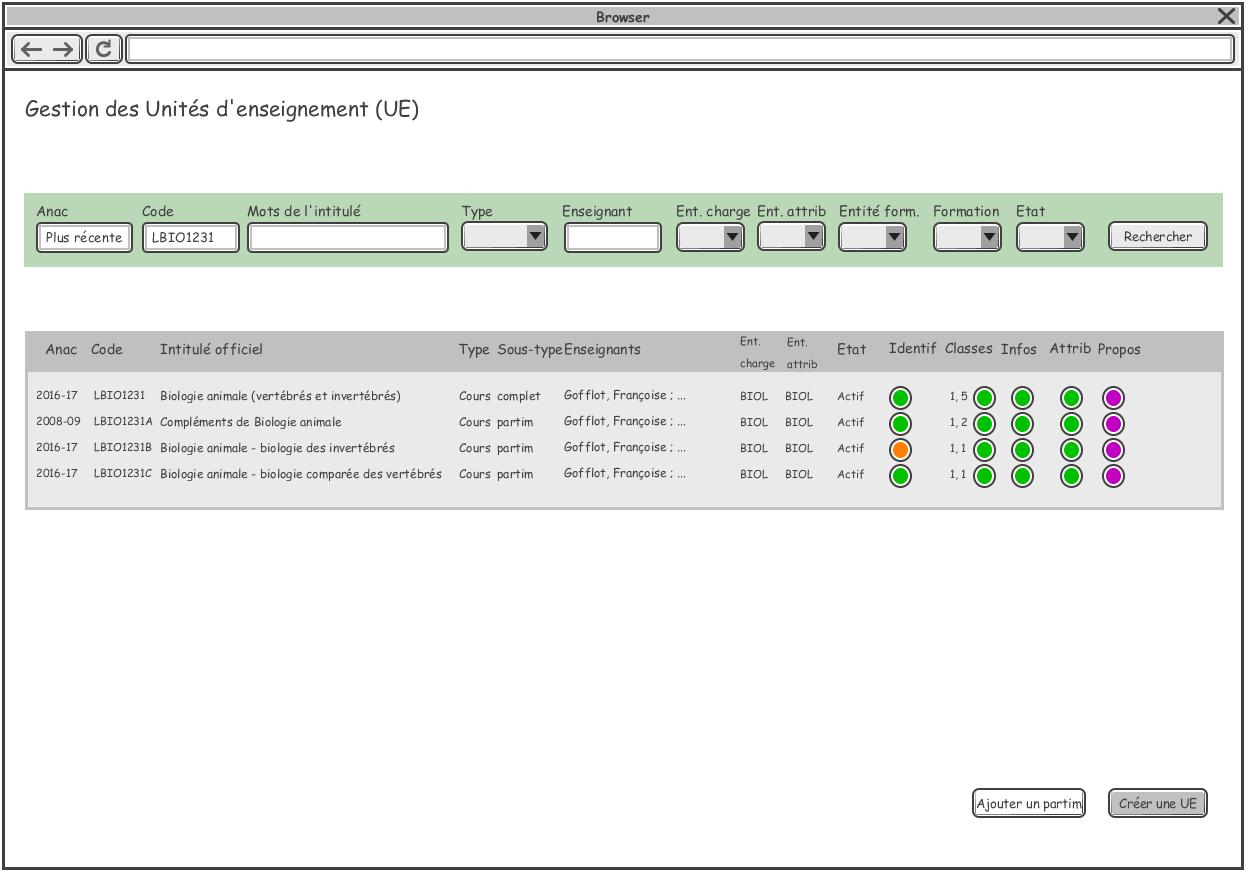 Browser
Gestion des Unités d'enseignement (UE)
Anac Code Mots de l'intitulé Type Enseignant Ent. charge Ent. attrib Entité form. Formation Etat
Plus récente LBIO1231 Rechercher
Anac Code Intitulé officiel Type Sous-type Enseignants Ent. charge Ent. attrib Etat Identif Classes Infos Attrib Propos
2016-17 LBIO1231 Biologie animale (vertébrés et invertébrés) Cours complet Gofflot, Françoise ; ... BIOL BIOL Actif 1, 5
2008-09 LBIO1231A Compléments de Biologie animale Cours partim Gofflot, Françoise ; ... BIOL BIOL Actif 1, 2
2016-17 LBIO1231B Biologie animale - biologie des invertébrés Cours partim Gofflot, Françoise ; ... BIOL BIOL Actif 1, 1
2016-17 LBIO1231C Biologie animale - biologie comparée des vertébrés Cours partim Gofflot, Françoise ; ... BIOL BIOL Actif 1, 1
Ajouter un partim Créer une UE